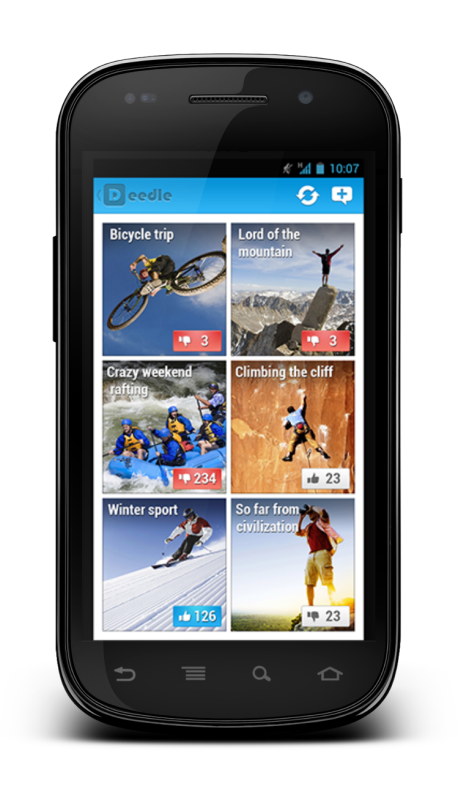 10:07
Deedle
Bicycle trip
3
Lord of the
mountain
3
Crazy weekend
rafting
234
Climbing the cliff
23
Winter sport
126
So far from
civilization
23